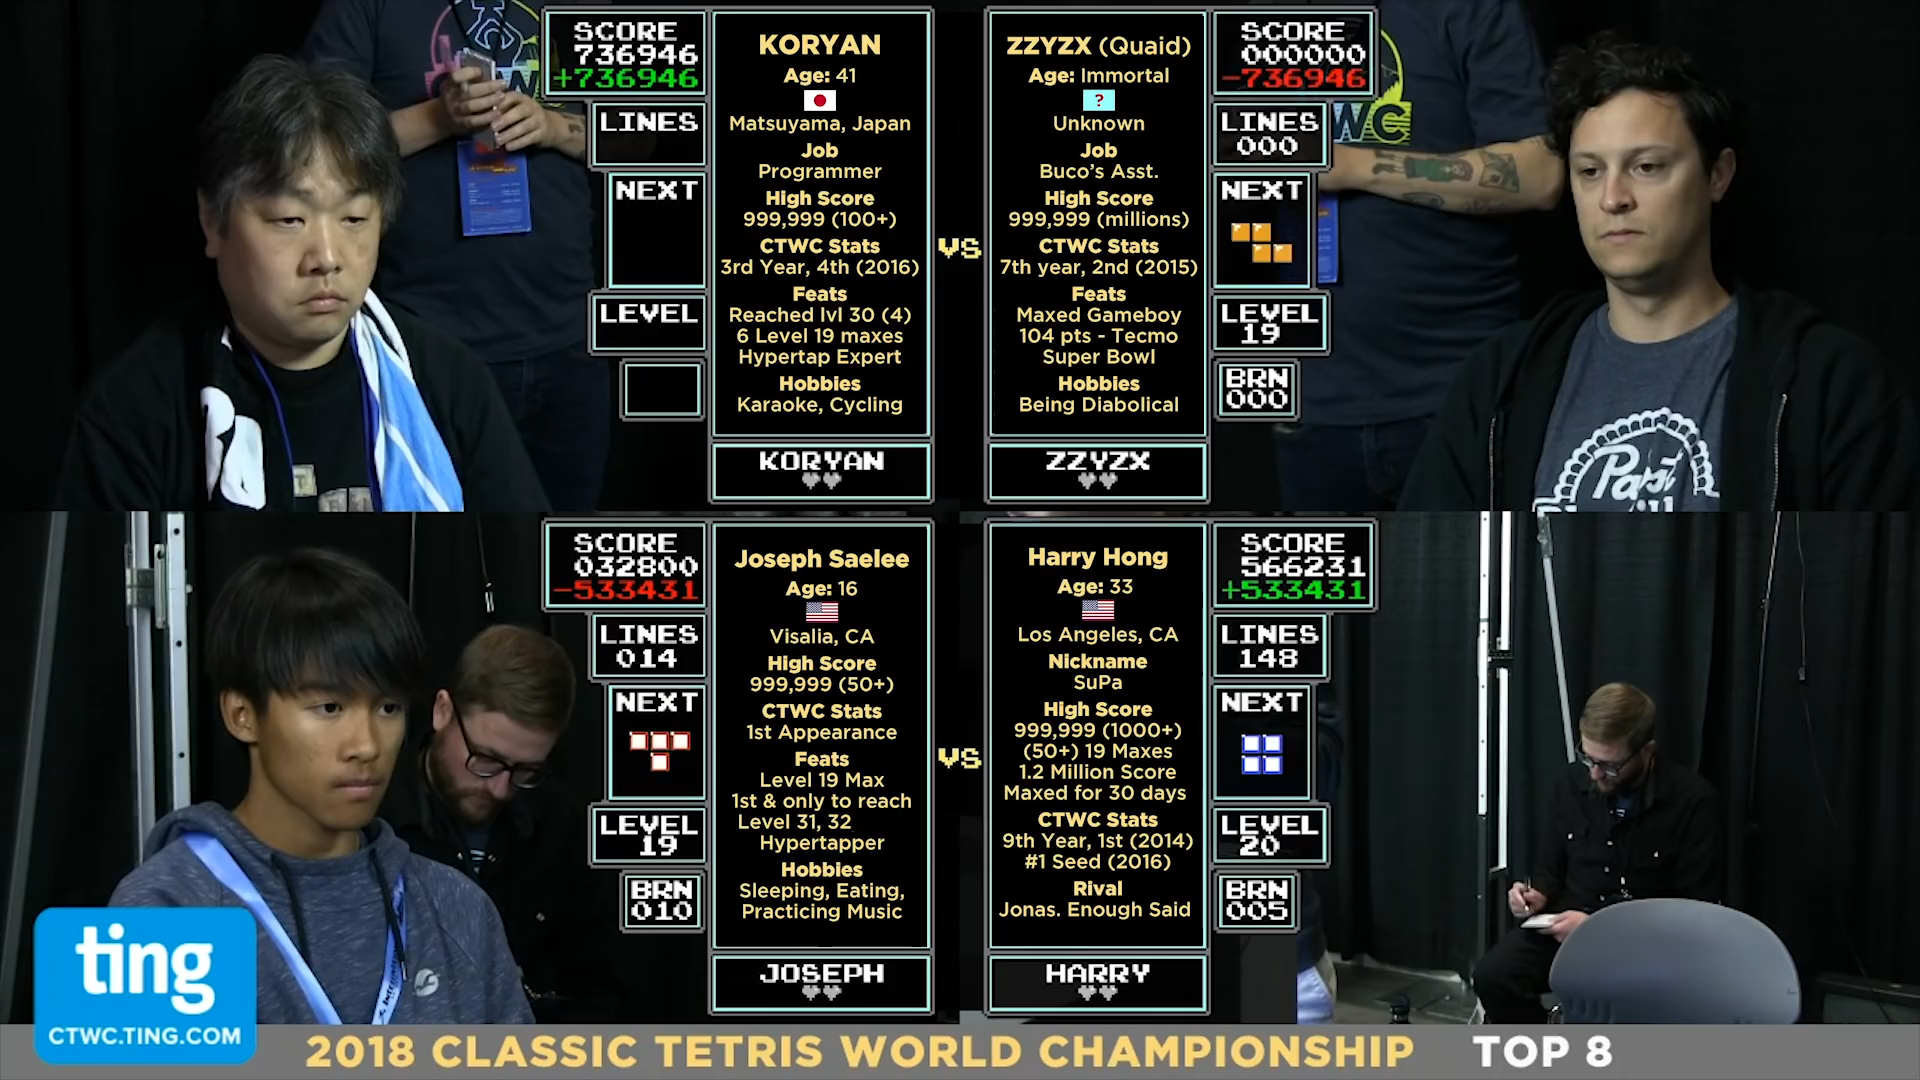 SCORE
736946
+736946
LINES
NEXT
LEVEL
KORYAN
Age: 41
Matsuyama, Japan
Job
Programmer
High Score
999,999 (100+)
CTWC Stats
3rd Year, 4th (2016)
Feats
Reached lvl 30 (4)
6 Level 19 maxes
Hypertap Expert
Hobbies
Karaoke, Cycling
KORYAN
VS
ZZYZX (Quaid)
Age: Immortal
?
Unknown
Job
Buco's Asst.
High Score
999,999 (millions)
CTWC Stats
7th year, 2nd (2015)
Feats
Maxed Gameboy
104 pts - Tecmo
Super Bowl
Hobbies
Being Diabolical
ZZYZX
SCORE
000000
-736946
LINES
000
NEXT
LEVEL
19
BRN
000
WC
Pabst
SCORE
032800
-533431
LINES
014
NEXT
LEVEL
19
BRN
010
Joseph Saelee
Age: 16
Visalia, CA
High Score
999,999 (50+)
CTWC Stats
1st Appearance
Feats
Level 19 Max
1st & only to reach
Level 31, 32
Hypertapper
Hobbies
Sleeping, Eating,
Practicing Music
JOSEPH
VS
Harry Hong
Age: 33
Los Angeles, CA
Nickname
SuPa
High Score
999,999 (1000+)
(50+) 19 Maxes
1.2 Million Score
Maxed for 30 days
CTWC Stats
9th Year, 1st (2014)
#1 Seed (2016)
Rival
Jonas. Enough Said
HARRY
SCORE
566231
+533431
LINES
148
NEXT
LEVEL
20
BRN
005
ting
CTWC.TING.COM
2018 CLASSIC TETRIS WORLD CHAMPIONSHIP TOP 8